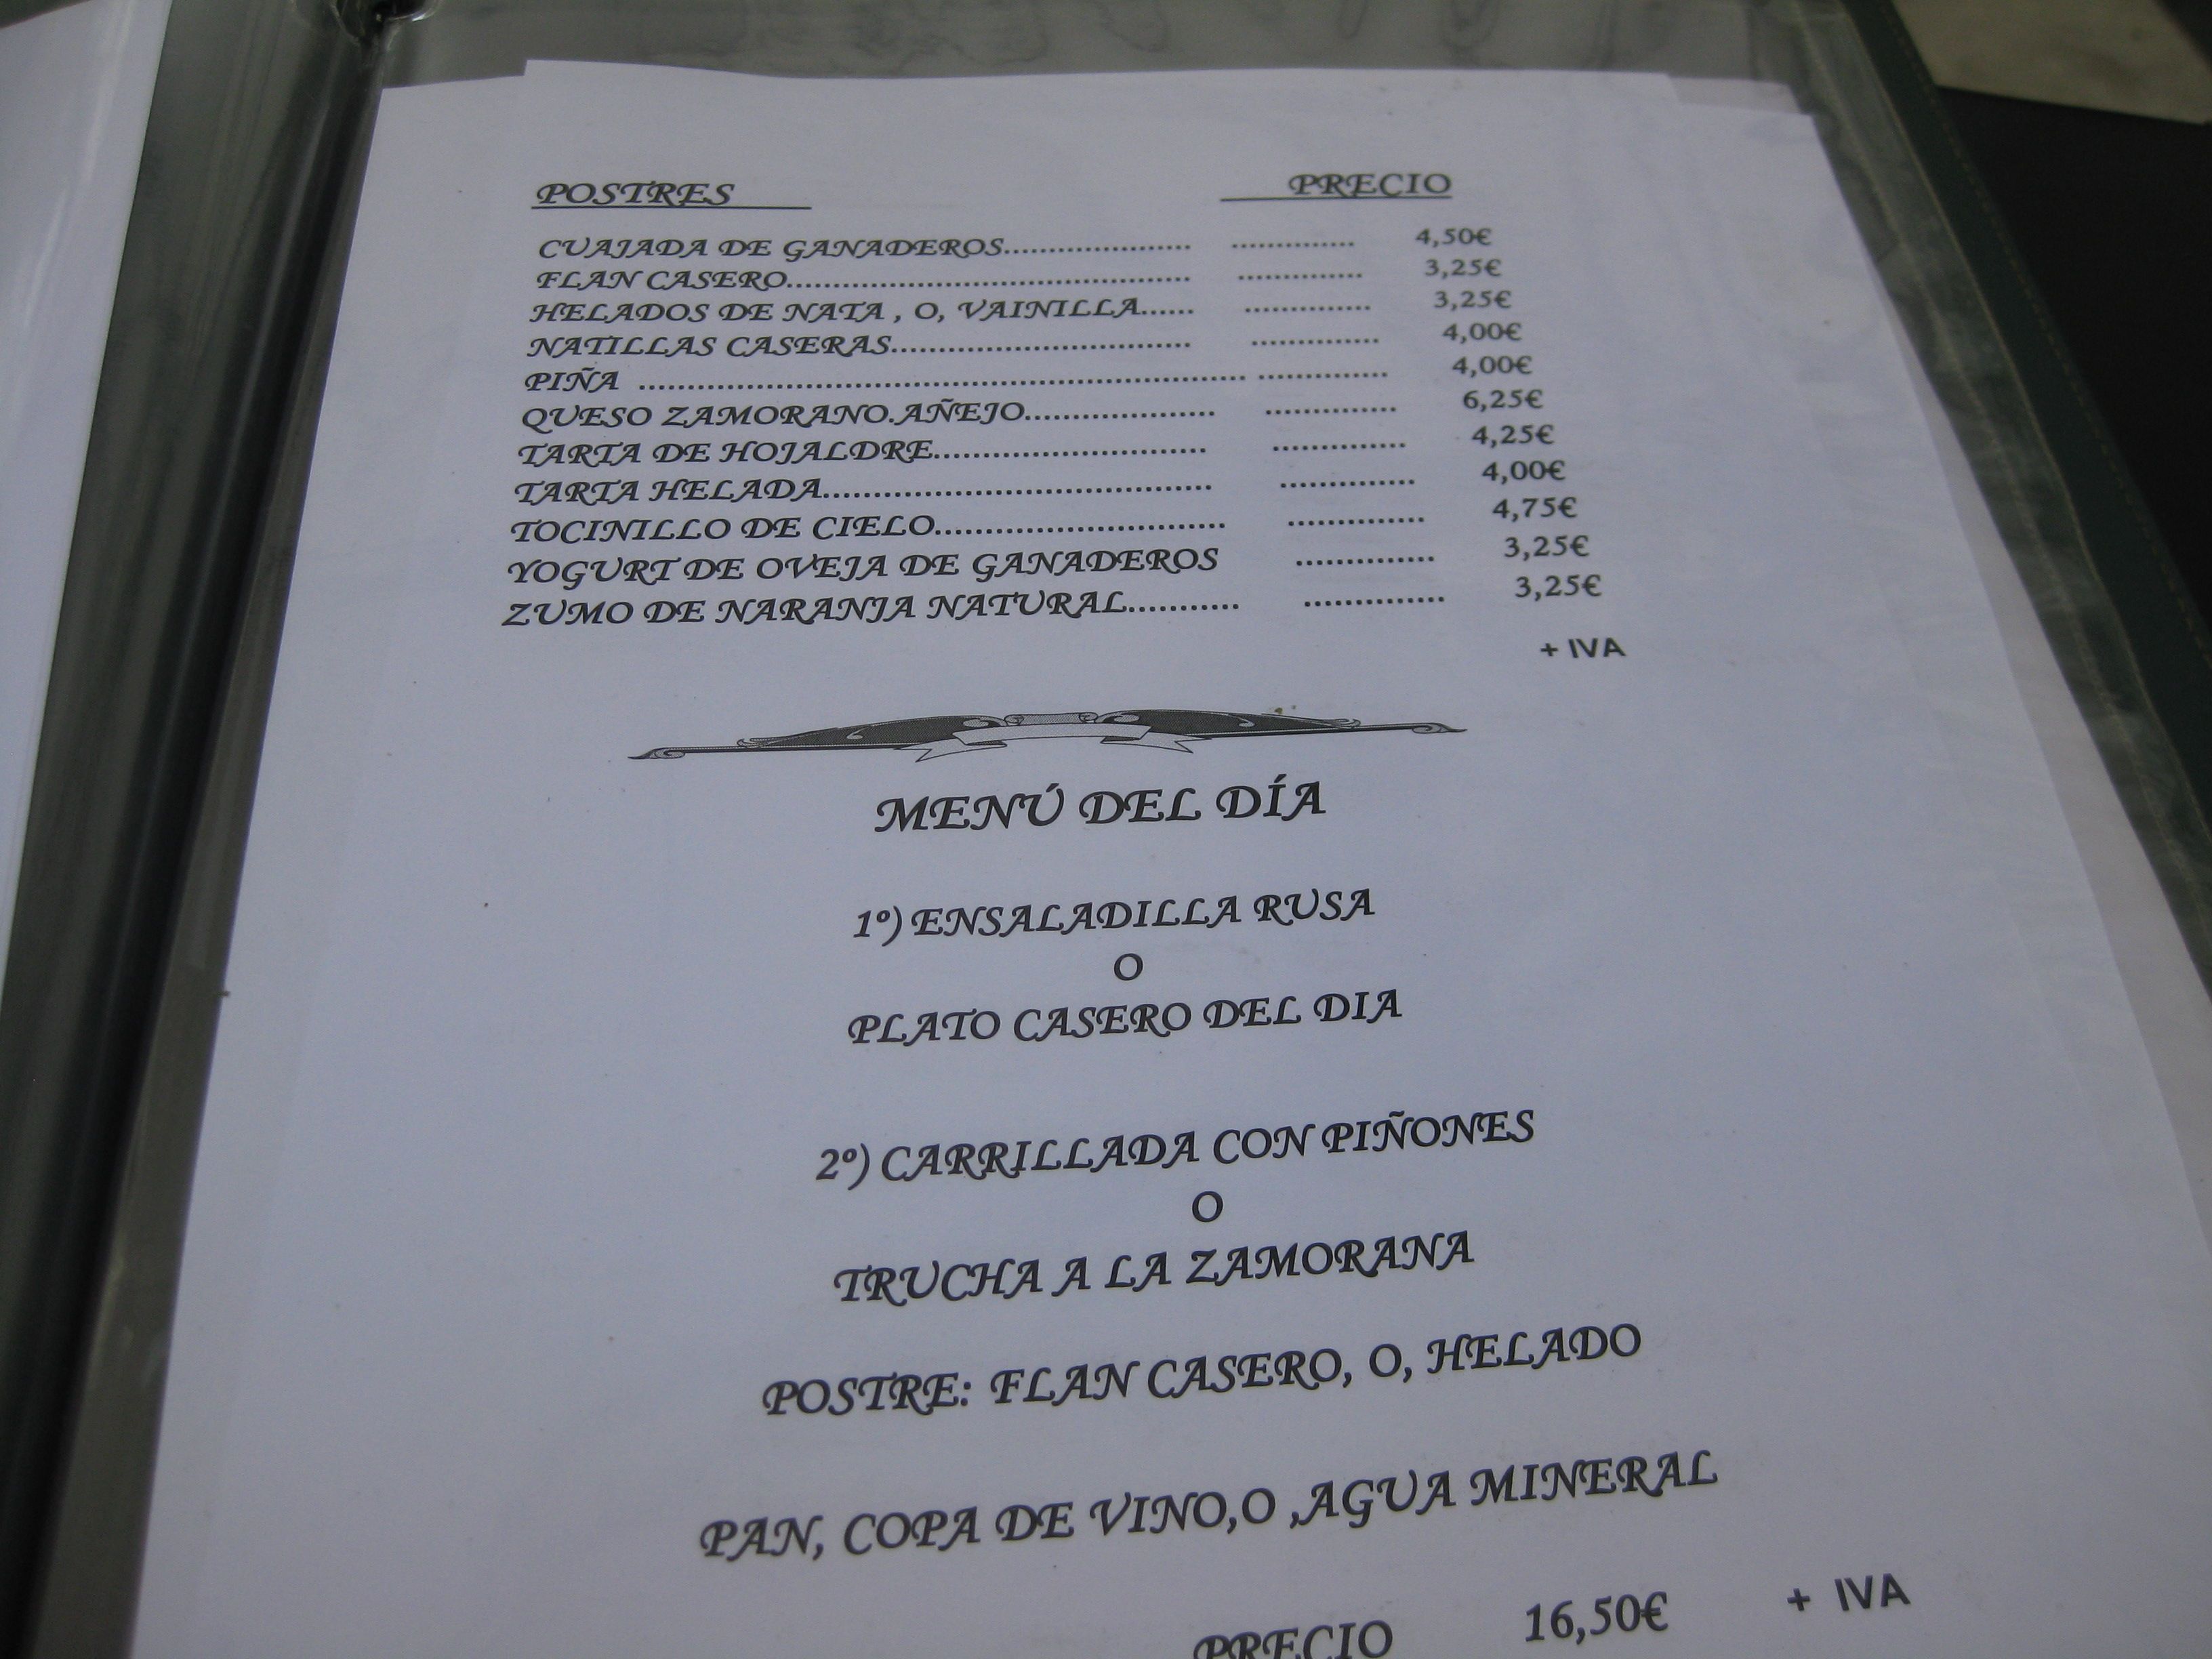 POSTRES PRECIO
CUAJADA DE GANADEROS................... ............. 4,50€
FLAN CASERO........................................ ............. 3,25€
HELADOS DE NATA , O, VAINILLA...... ............. 3,25€
NATILLAS CASERAS.............................. ............. 4,00€
PIÑA ............................................................. ............. 4,00€
QUESO ZAMORANO.AÑEJO................... ............. 6,25€
TARTA DE HOJALDRE........................... ............. 4,25€
TARTA HELADA...................................... ............. 4,00€
TOCINILLO DE CIELO............................ ............. 4,75€
YOGURT DE OVEJA DE GANADEROS ............. 3,25€
ZUMO DE NARANJA NATURAL........... ............. 3,25€
+ IVA
MENÚ DEL DÍA
1º) ENSALADILLA RUSA
O
PLATO CASERO DEL DIA
2º) CARRILLADA CON PIÑONES
O
TRUCHA A LA ZAMORANA
POSTRE: FLAN CASERO, O, HELADO
PAN, COPA DE VINO,O ,AGUA MINERAL
PRECIO 16,50€ + IVA